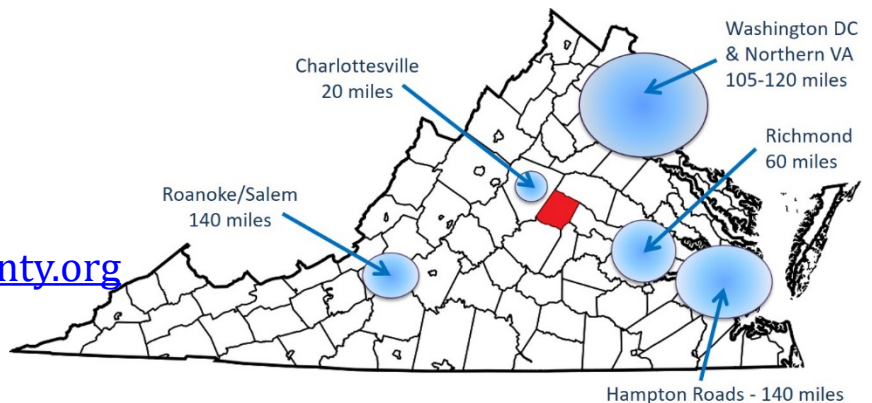 Washington DC
& Northern VA
105-120 miles
Charlottesville
20 miles
Richmond
60 miles
Roanoke/Salem
140 miles
nty.org
Hampton Roads - 140 miles